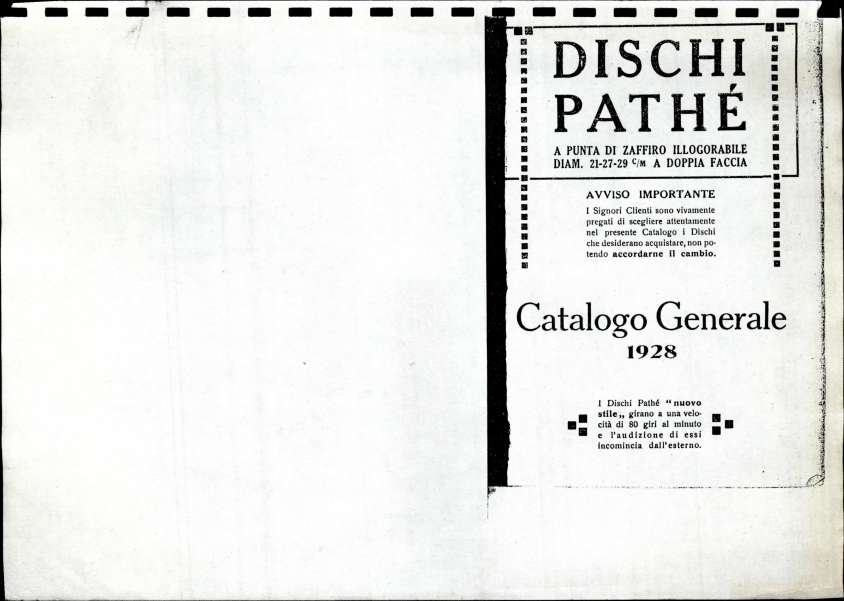 DISCHI
PATHÉ
A PUNTA DI ZAFFIRO ILLOGORABILE
DIAM. 21-27-29 C/M A DOPPIA FACCIA
AVVISO IMPORTANTE
I Signori Clienti sono vivamente
pregati di scegliere attentamente
nel presente Catalogo i Dischi
che desiderano acquistare, non po-
tendo accordarne il cambio.
Catalogo Generale
1928
I Dischi Pathé "nuovo
stile„ girano a una velo-
cità di 80 giri al minuto
e l'audizione di essi
incomincia dall'esterno.